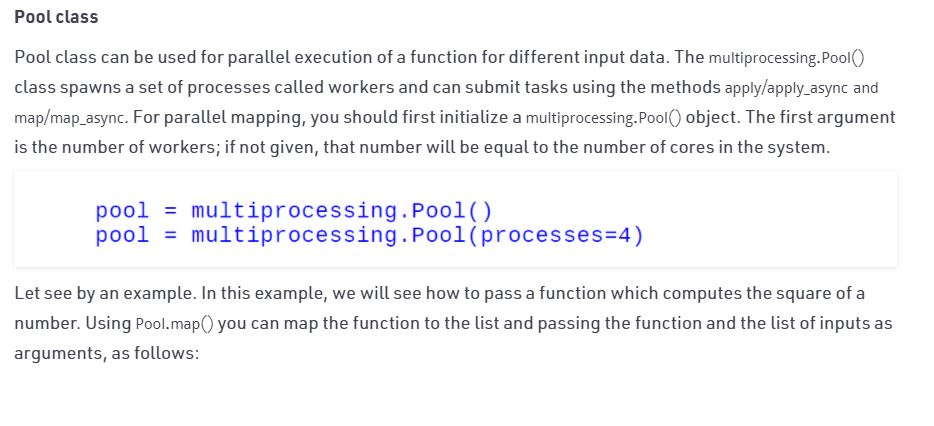 Pool class
Pool class can be used for parallel execution of a function for different input data. The multiprocessing.Pool()
class spawns a set of processes called workers and can submit tasks using the methods apply/apply_async and
map/map_async. For parallel mapping, you should first initialize a multiprocessing.Pool() object. The first argument
is the number of workers; if not given, that number will be equal to the number of cores in the system.
pool = multiprocessing.Pool()
pool = multiprocessing.Pool(processes=4)
Let see by an example. In this example, we will see how to pass a function which computes the square of a
number. Using Pool.map() you can map the function to the list and passing the function and the list of inputs as
arguments, as follows: